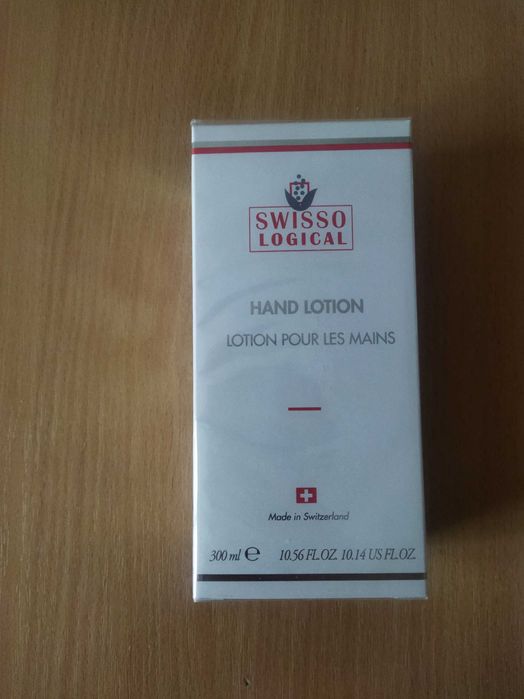 SWISSO
LOGICAL
HAND LOTION
LOTION POUR LES MAINS
Made in Switzerland
300 ml ℮ 10.56 FL.OZ. 10.14 US FL.OZ.